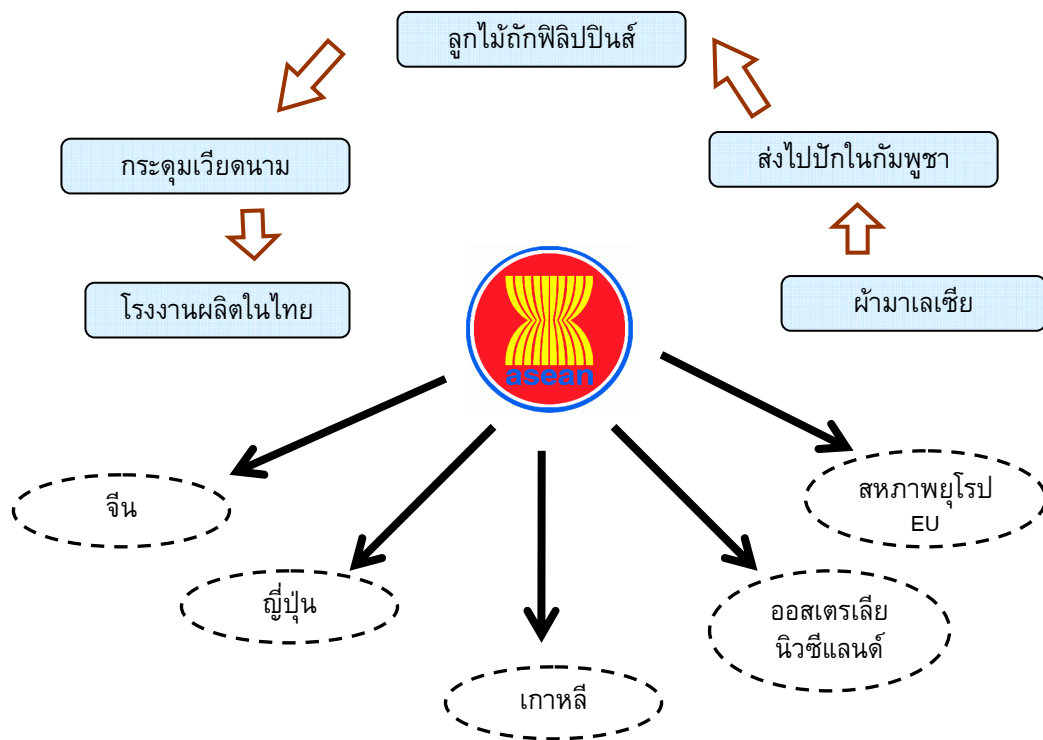 ลูกไม้ถักฟิลิปปินส์
กระดุมเวียดนาม
ส่งไปปักในกัมพูชา
โรงงานผลิตในไทย
ผ้ามาเลเซีย
asean
จีน
สหภาพยุโรป
EU
ญี่ปุ่น
ออสเตรเลีย
นิวซีแลนด์
เกาหลี